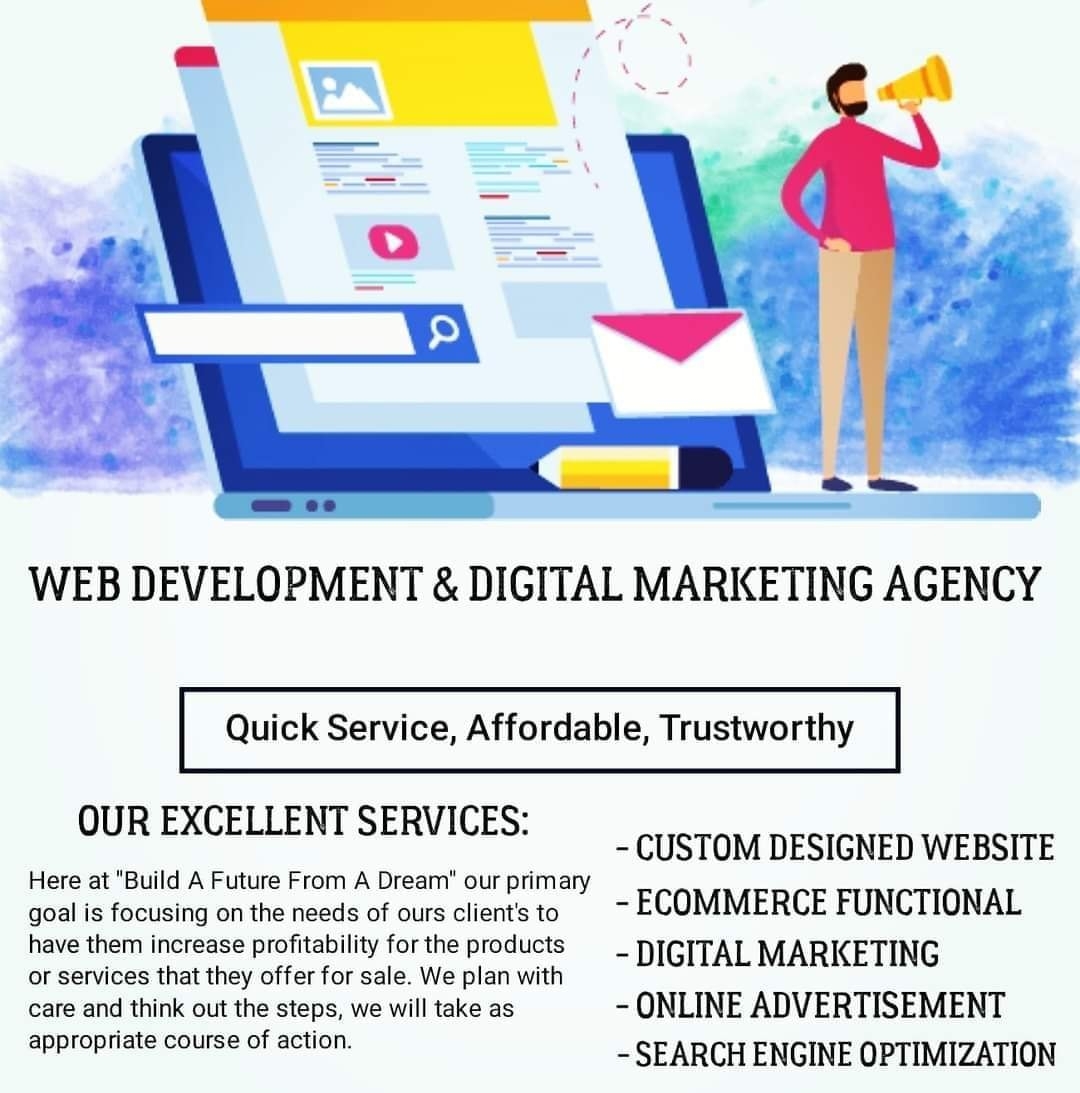 WEB DEVELOPMENT & DIGITAL MARKETING AGENCY
Quick Service, Affordable, Trustworthy
OUR EXCELLENT SERVICES:
Here at "Build A Future From A Dream" our primary
goal is focusing on the needs of ours client's to
have them increase profitability for the products
or services that they offer for sale. We plan with
care and think out the steps, we will take as
appropriate course of action.
- CUSTOM DESIGNED WEBSITE
- ECOMMERCE FUNCTIONAL
- DIGITAL MARKETING
- ONLINE ADVERTISEMENT
- SEARCH ENGINE OPTIMIZATION